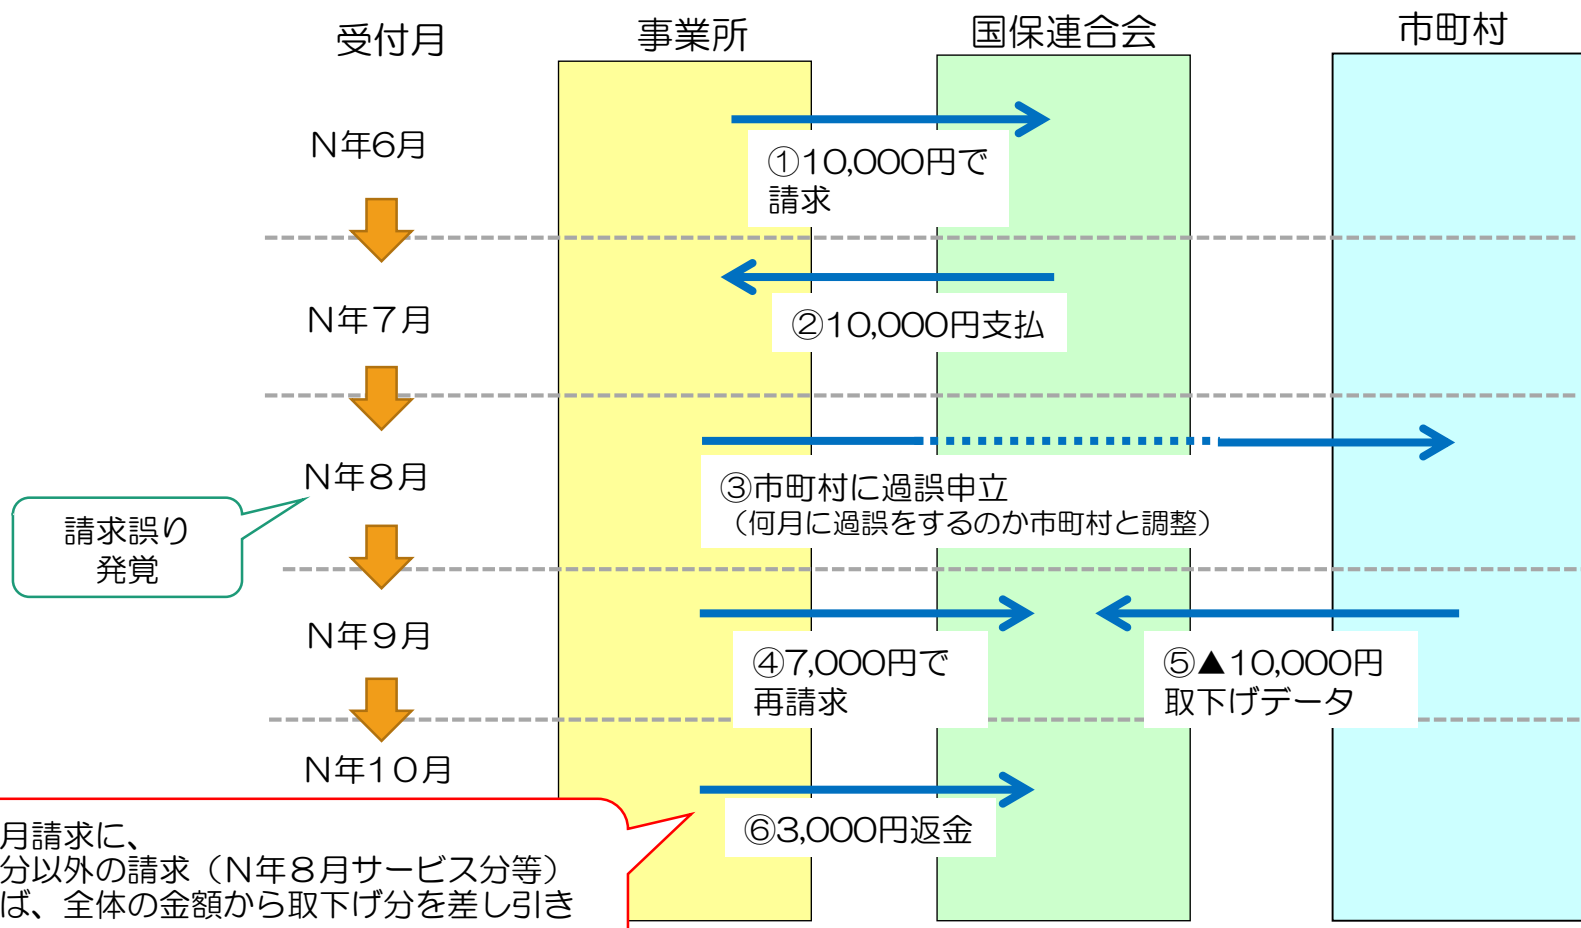 受付月
事業所
国保連合会
市町村
N年6月
①10,000円で
請求
N年7月
②10,000円支払
N年8月
請求誤り
発覚
③市町村に過誤申立
（何月に過誤をするのか市町村と調整）
N年9月
④7,000円で
再請求
⑤▲10,000円
取下げデータ
N年10月
⑥3,000円返金
月請求に、
分以外の請求（N年8月サービス分等）
ば、全体の金額から取下げ分を差し引き